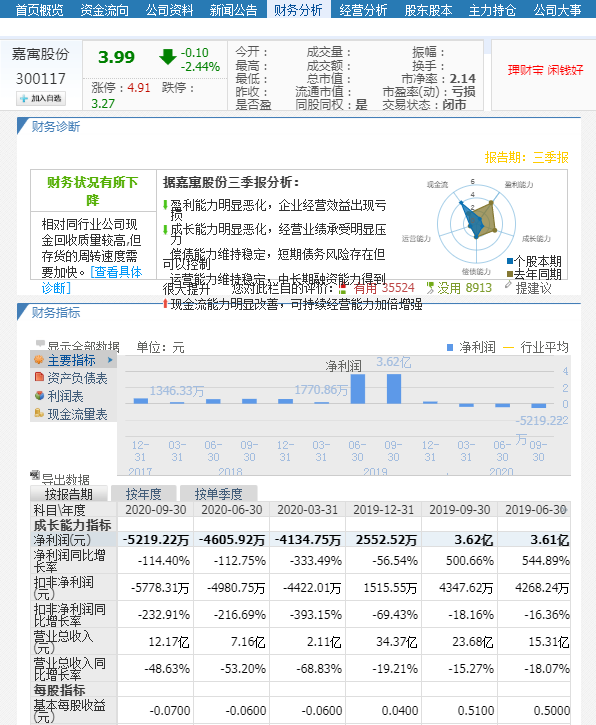 首页概览 资金流向 公司资料 新闻公告 财务分析 经营分析 股东股本 主力持仓 公司大事
嘉寓股份
300117
加入自选
3.99 -0.10
-2.44%
涨停：4.91 跌停：
3.27
今开： 成交量： 振幅：
最高： 成交额： 换手：
最低： 总市值： 市净率：2.14
昨收： 流通市值： 市盈率(动)：亏损
是否盈 同股同权：是 交易状态：闭市
理财宝 闲钱好
财务诊断
报告期：三季报
财务状况有所下
降
相对同行业公司现
金回收质量较高,但
存货的周转速度需
要加快。[查看具体
诊断]
据嘉寓股份三季报分析：
盈利能力明显恶化，企业经营效益出现亏
损
成长能力明显恶化，经营业绩承受明显压
力
偿债能力维持稳定，短期债务风险存在但
可以控制
运营能力维持稳定，中长期融资能力得到
很大提升
现金流能力明显改善，可持续经营能力加倍增强
现金流 6 盈利能力
4
2
运营能力 成长能力
偿债能力
个股本期
去年同期
您对此栏目的评价： 有用 35524 没用 8913 提建议
财务指标
显示全部数据 单位：元 净利润 行业平均
主要指标
资产负债表
利润表
现金流量表
导出数据
净利润
1346.33万 1770.86万 3.62亿 -5219.22
万
4
2
0
-2
12-31 03-31 06-30 09-30 12-31 03-31 06-30 09-30 12-31 03-31 06-30 09-30
2017 2018 2019 2020
按报告期 按年度 按单季度
科目\年度 2020-09-30 2020-06-30 2020-03-31 2019-12-31 2019-09-30 2019-06-30
成长能力指标
净利润(元) -5219.22万 -4605.92万 -4134.75万 2552.52万 3.62亿 3.61亿
净利润同比增
长率 -114.40% -112.75% -333.49% -56.54% 500.66% 544.89%
扣非净利润
(元) -5778.31万 -4980.75万 -4422.01万 1515.55万 4347.62万 4268.24万
扣非净利润同
比增长率 -232.91% -216.69% -393.15% -69.43% -18.16% -16.36%
营业总收入
(元) 12.17亿 7.16亿 2.11亿 34.37亿 23.68亿 15.31亿
营业总收入同
比增长率 -48.63% -53.20% -68.83% -19.21% -15.27% -18.07%
每股指标
基本每股收益
(元) -0.0700 -0.0600 -0.0600 0.0400 0.5100 0.5000